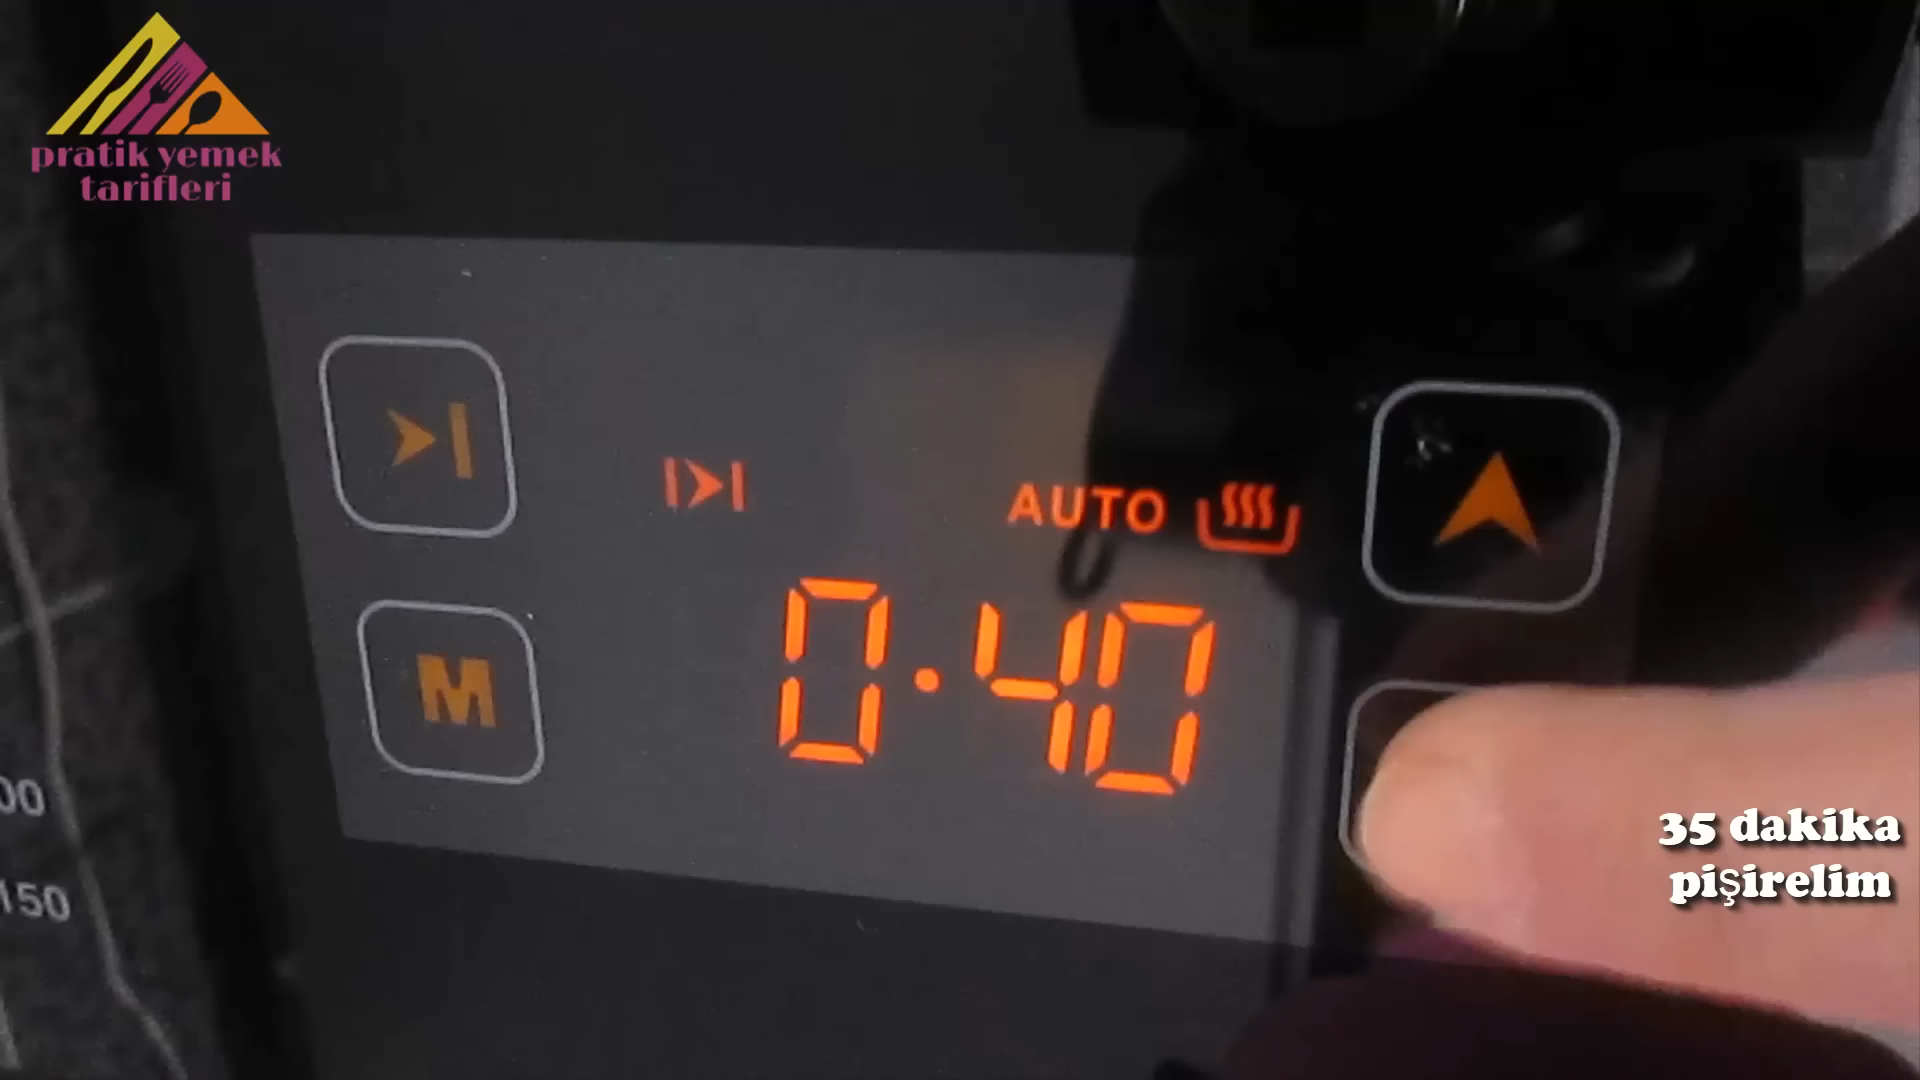 pratik yemek
tarifleri
AUTO
0.40
M
00
150
35 dakika
pişirelim